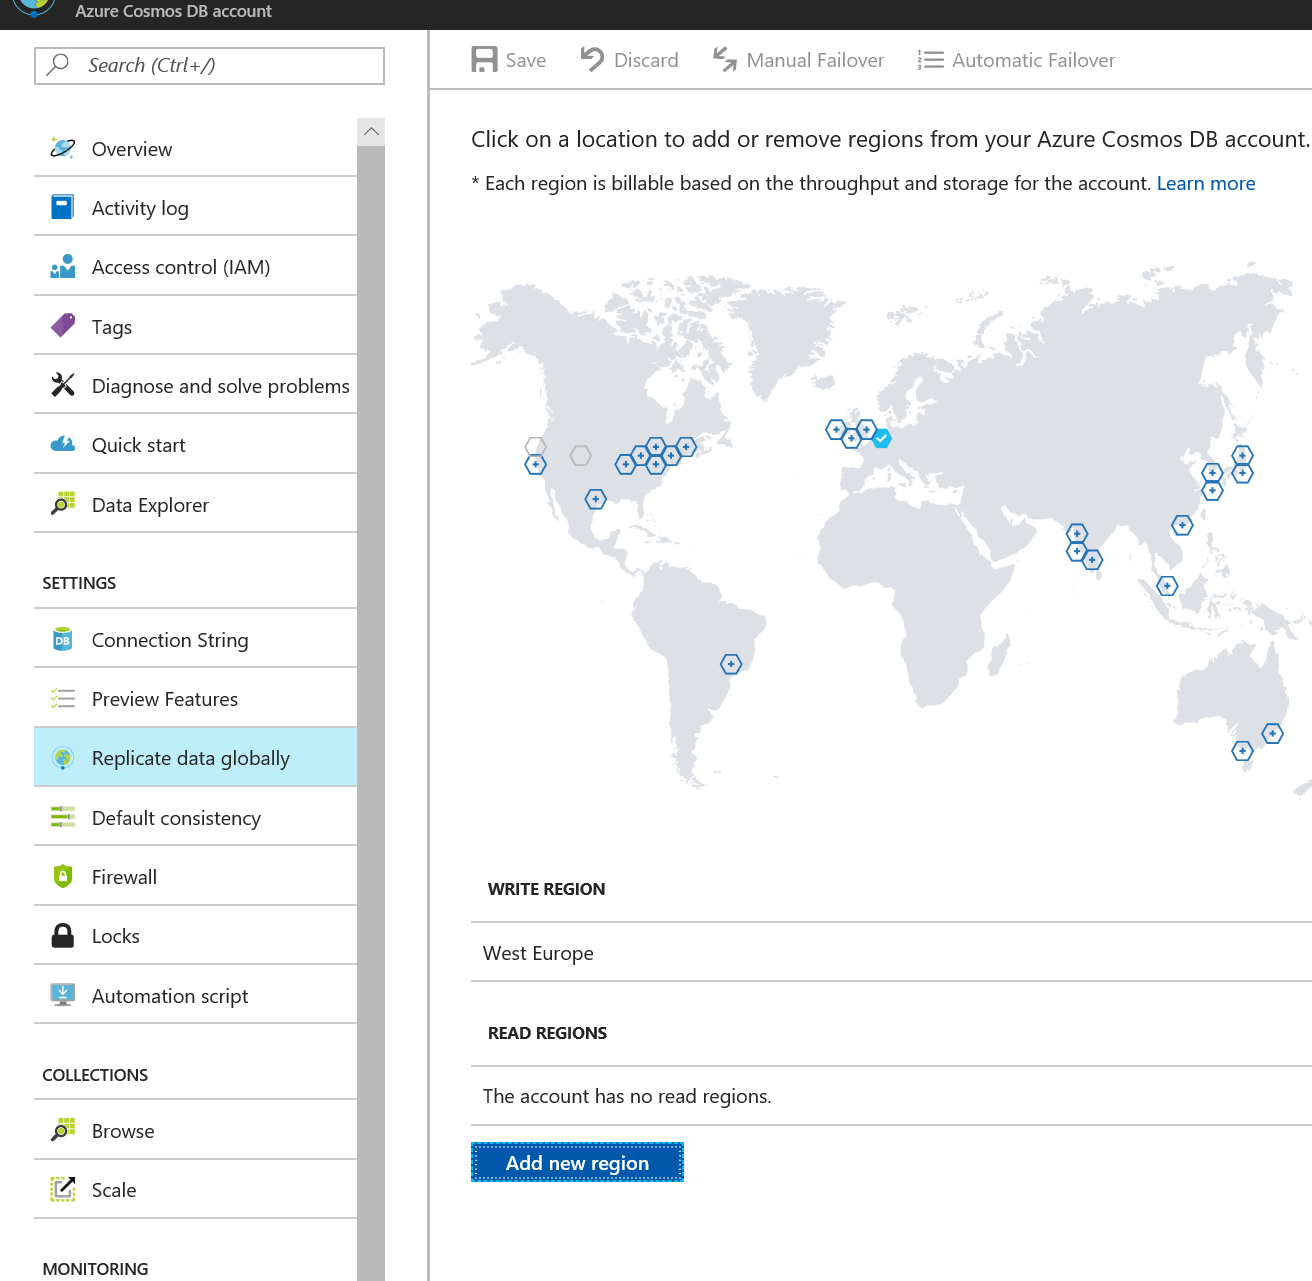 Azure Cosmos DB account
Search (Ctrl+/)
Overview
Activity log
Access control (IAM)
Tags
Diagnose and solve problems
Quick start
Data Explorer
SETTINGS
DB
Connection String
Preview Features
Replicate data globally
Default consistency
Firewall
Locks
Automation script
COLLECTIONS
Browse
Scale
MONITORING
Save Discard Manual Failover Automatic Failover
Click on a location to add or remove regions from your Azure Cosmos DB account.
* Each region is billable based on the throughput and storage for the account. Learn more
WRITE REGION
West Europe
READ REGIONS
The account has no read regions.
Add new region